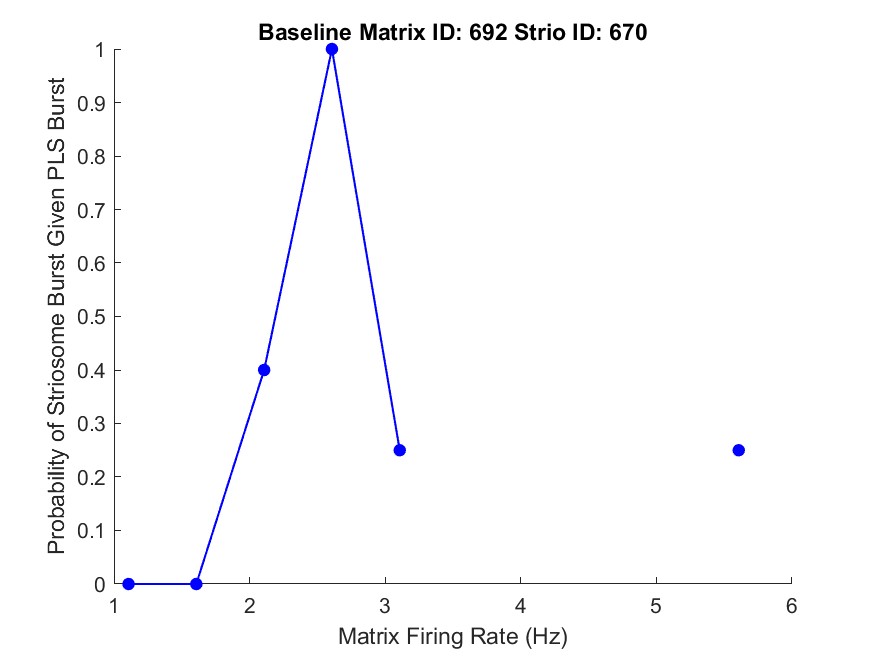 Baseline Matrix ID: 692 Strio ID: 670
Probability of Striosome Burst Given PLS Burst
1
0.9
0.8
0.7
0.6
0.5
0.4
0.3
0.2
0.1
0
1 2 3 4 5 6
Matrix Firing Rate (Hz)